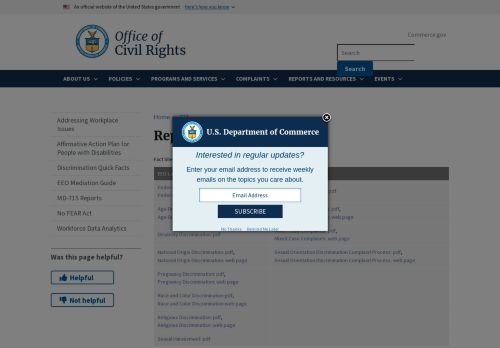 An official website of the United States government Here's how you know
Office of
Civil Rights
Commerce.gov
Search
Search
ABOUT US
POLICIES
PROGRAMS AND SERVICES
COMPLAINTS
REPORTS AND RESOURCES
EVENTS
Addressing Workplace
Issues
Affirmative Action Plan for
People with Disabilities
Discrimination Quick Facts
EEO Mediation Guide
MD-715 Reports
No FEAR Act
Workforce Data Analytics
Was this page helpful?
Helpful
Not helpful
Home
Rep
Fact She
U.S. Department of Commerce
Interested in regular updates?
Enter your email address to receive weekly
emails on the topics you care about.
Email Address
SUBSCRIBE
No Thanks Remind Me Later
National Origin Discrimination: pdf,
National Origin Discrimination: web page
Pregnancy Discrimination: pdf,
Pregnancy Discrimination: web page
Race and Color Discrimination: pdf,
Race and Color Discrimination: web page
Religious Discrimination: pdf,
Religious Discrimination: web page
Sexual Harassment: pdf
Mixed Case Complaints: web page
Sexual Orientation Discrimination Complaint Process: pdf,
Sexual Orientation Discrimination Complaint Process: web page